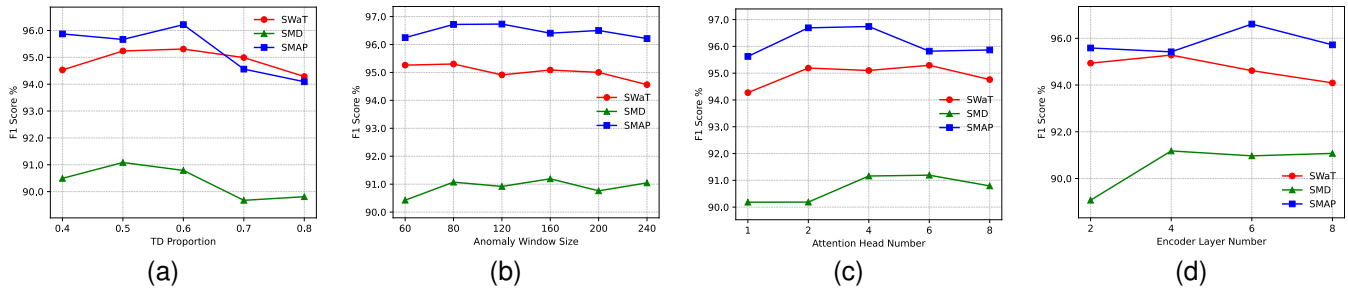 96.0
95.0
94.0
93.0
92.0
91.0
90.0
F1 Score %
0.4 0.5 0.6 0.7 0.8
TD Proportion
SWaT
SMD
SMAP
(a)
97.0
96.0
95.0
94.0
93.0
92.0
91.0
90.0
F1 Score %
60 80 120 160 200 240
Anomaly Window Size
SWaT
SMD
SMAP
(b)
97.0
96.0
95.0
94.0
93.0
92.0
91.0
90.0
F1 Score %
1 2 4 6 8
Attention Head Number
SWaT
SMD
SMAP
(c)
96.0
94.0
92.0
90,0
F1 Score %
2 4 6 8
Encoder Layer Number
SWaT
SMD
SMAP
(d)